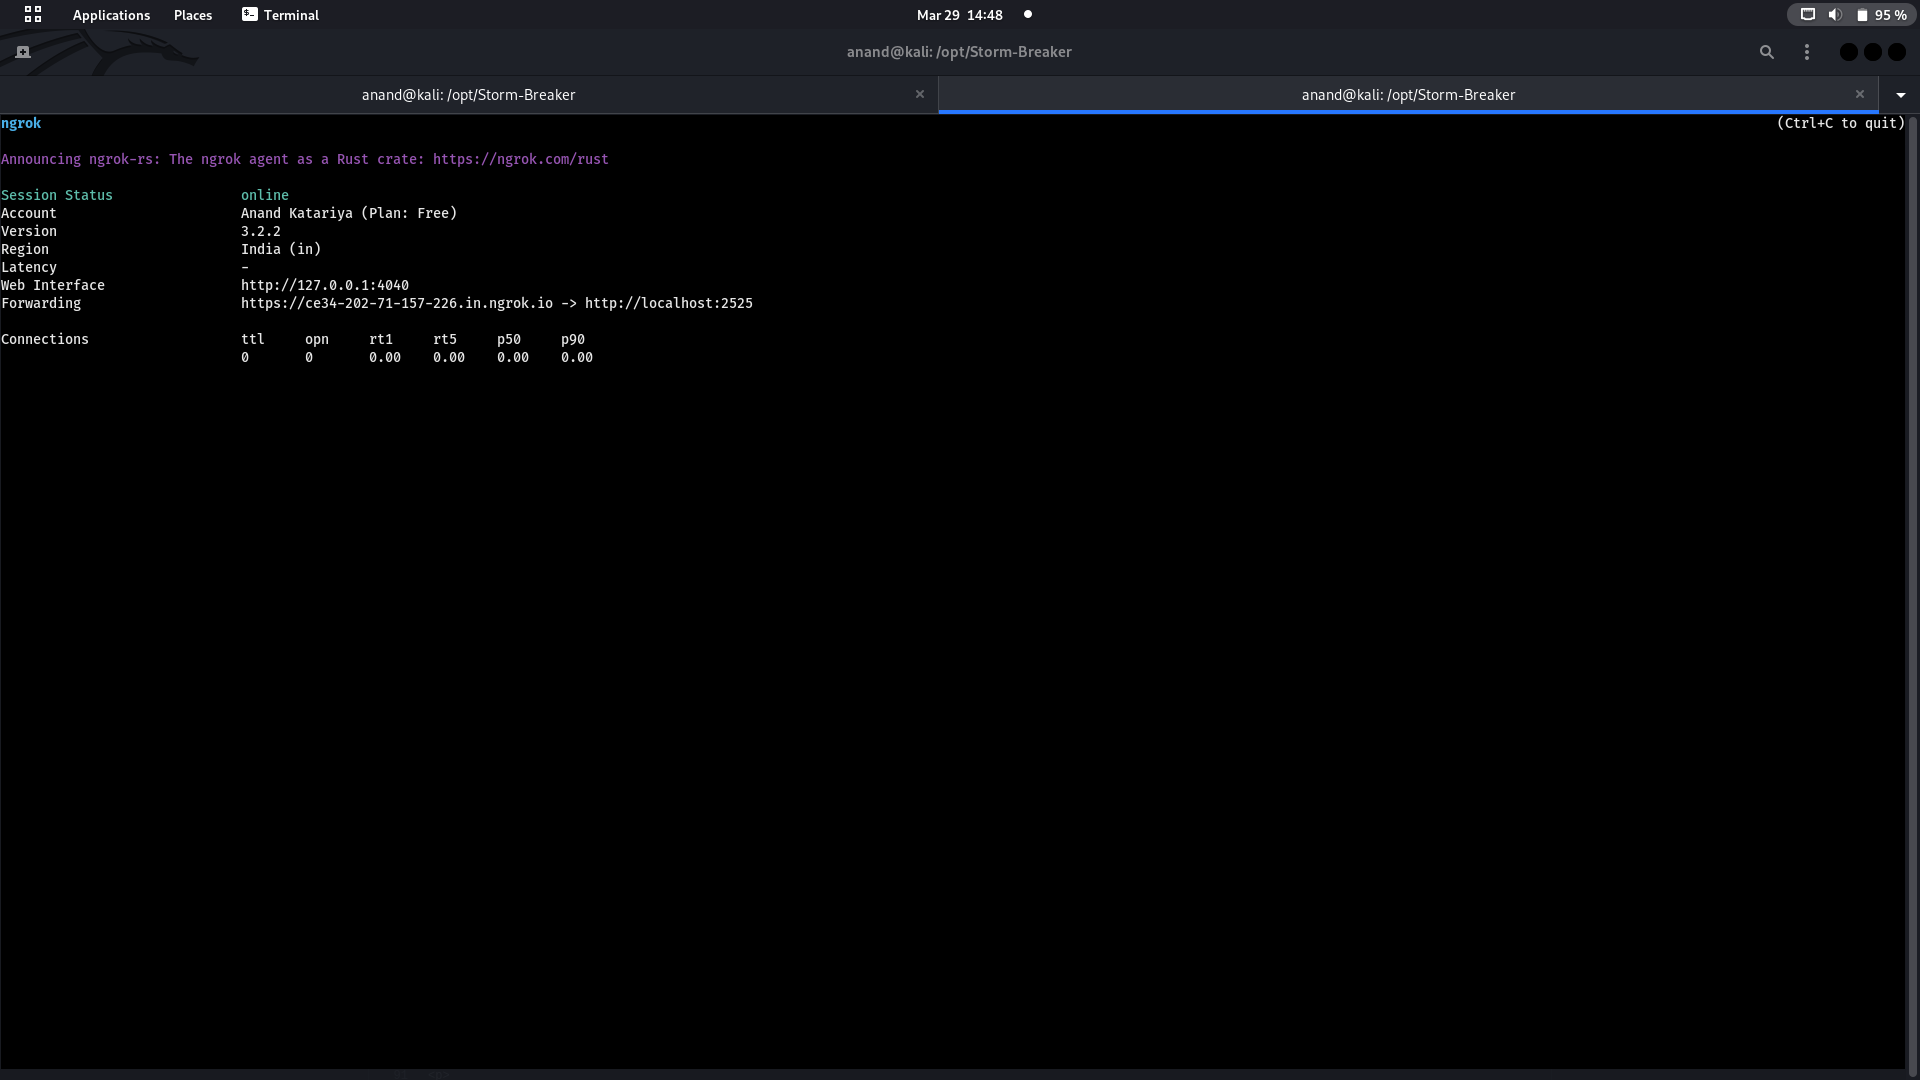 Applications Places Terminal Mar 29 14:48 95 %
anand@kali: /opt/Storm-Breaker
anand@kali: /opt/Storm-Breaker × anand@kali: /opt/Storm-Breaker ×
ngrok (Ctrl+C to quit)
Announcing ngrok-rs: The ngrok agent as a Rust crate: https://ngrok.com/rust
Session Status online
Account Anand Katariya (Plan: Free)
Version 3.2.2
Region India (in)
Latency -
Web Interface http://127.0.0.1:4040
Forwarding https://ce34-202-71-157-226.in.ngrok.io -> http://localhost:2525
Connections ttl opn rt1 rt5 p50 p90
0 0 0.00 0.00 0.00 0.00